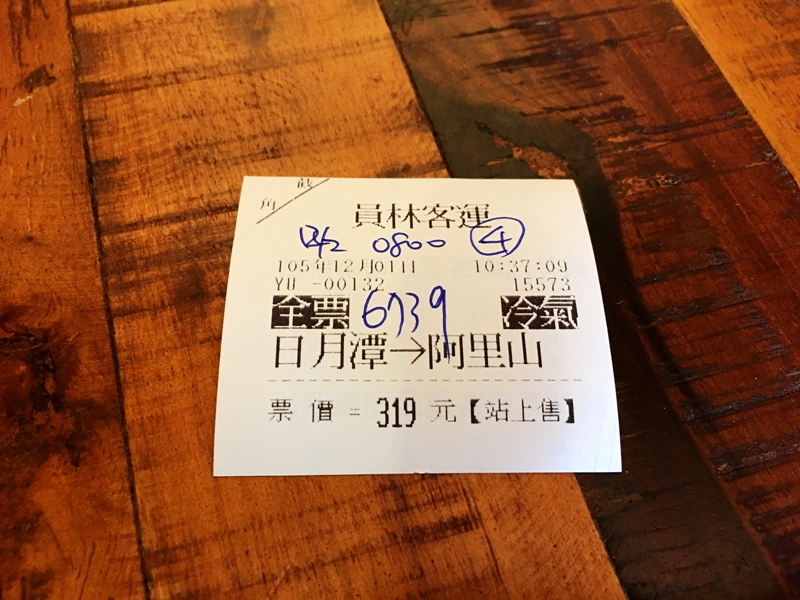 截角
員林客運
12/2 0800 ④
105年12月01日 10:37:09
YU -00132 15573
全票 6739 冷氣
日月潭→阿里山
票價 = 319 元【站上售】